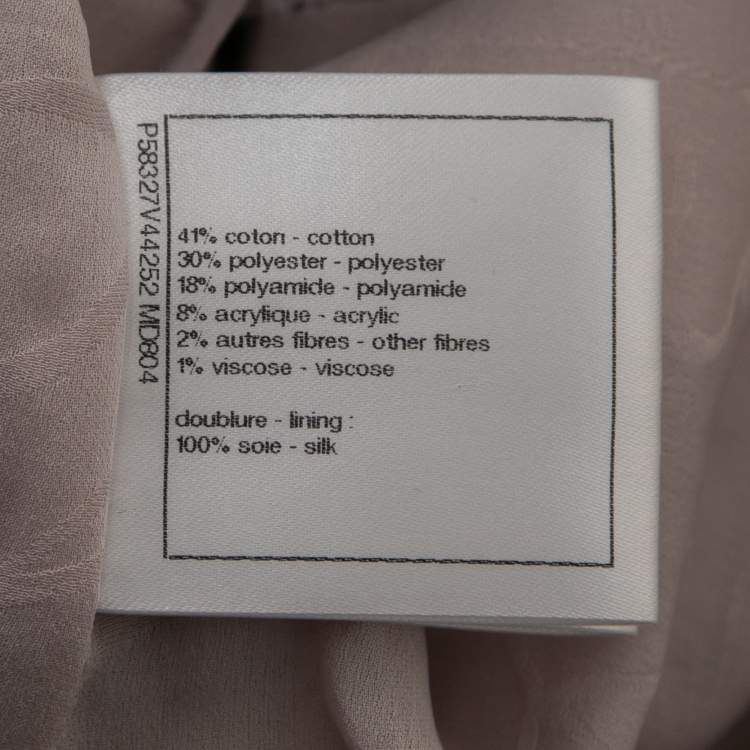 P58327V44252 MD804
41% coton - cotton
30% polyester - polyester
18% polyamide - polyamide
8% acrylique - acrylic
2% autres fibres - other fibres
1% viscose - viscose
doublure - lining :
100% soie - silk